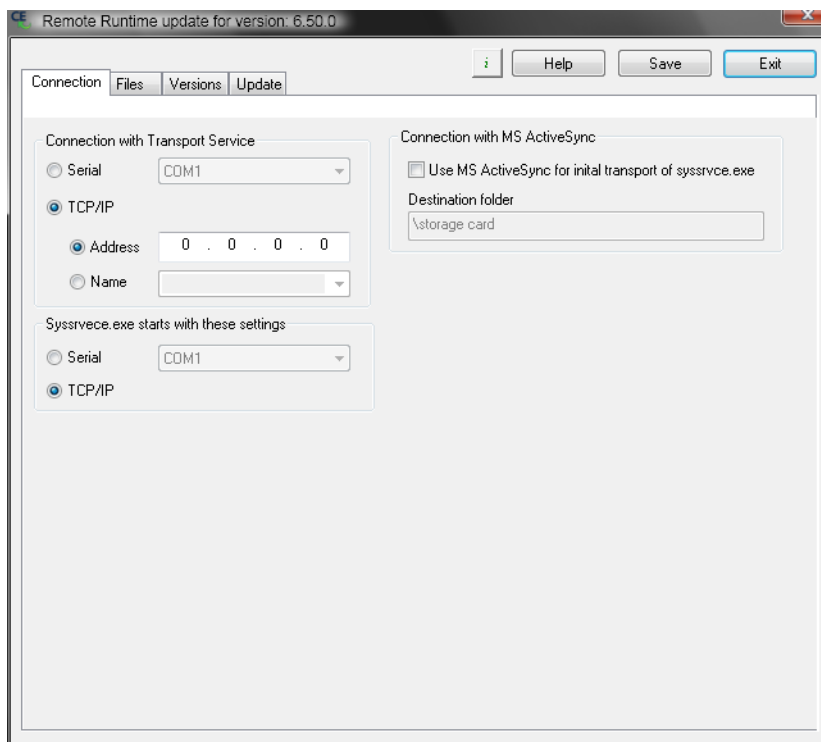 CE Remote Runtime update for version: 6.50.0
i Help Save Exit
Connection Files Versions Update
Connection with Transport Service
Serial COM1
TCP/IP
Address 0 . 0 . 0 . 0
Name
Syssrvece.exe starts with these settings
Serial COM1
TCP/IP
Connection with MS ActiveSync
Use MS ActiveSync for inital transport of syssrvce.exe
Destination folder
\storage card